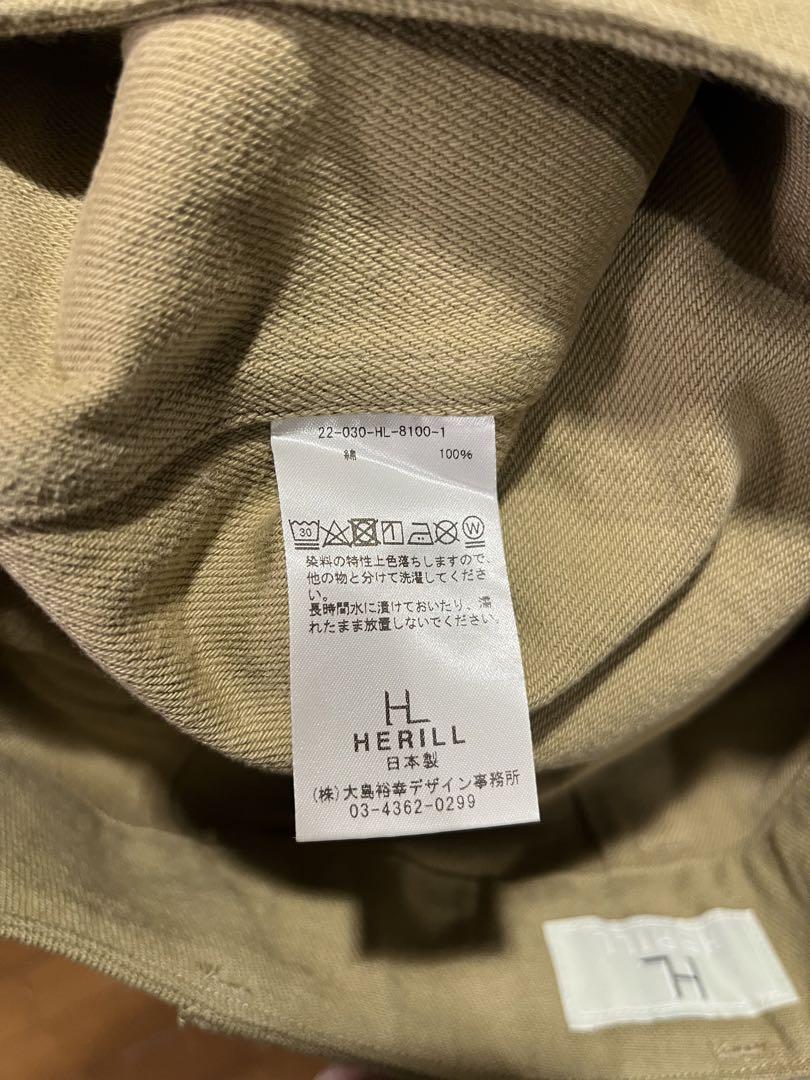 22-030-HL-8100-1
綿 100%
30 W
染料の特性上色落ちしますので、
他の物と分けて洗濯してくださ
い。
長時間水に漬けておいたり、濡
れたまま放置しないでください。
HL
HERILL
日本製
(株)大島裕幸デザイン事務所
03-4362-0299
HL